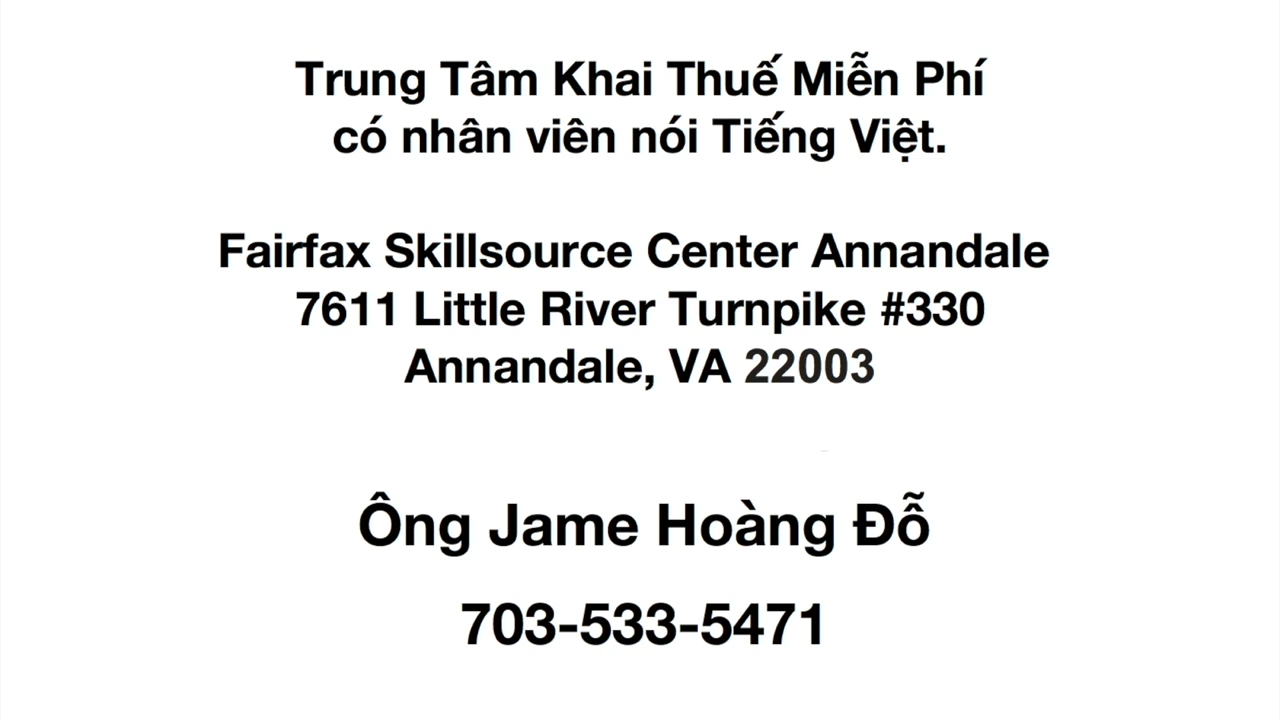 Trung Tâm Khai Thuế Miễn Phí
có nhân viên nói Tiếng Việt.
Fairfax Skillsource Center Annandale
7611 Little River Turnpike #330
Annandale, VA 22003
Ông Jame Hoàng Đỗ
703-533-5471